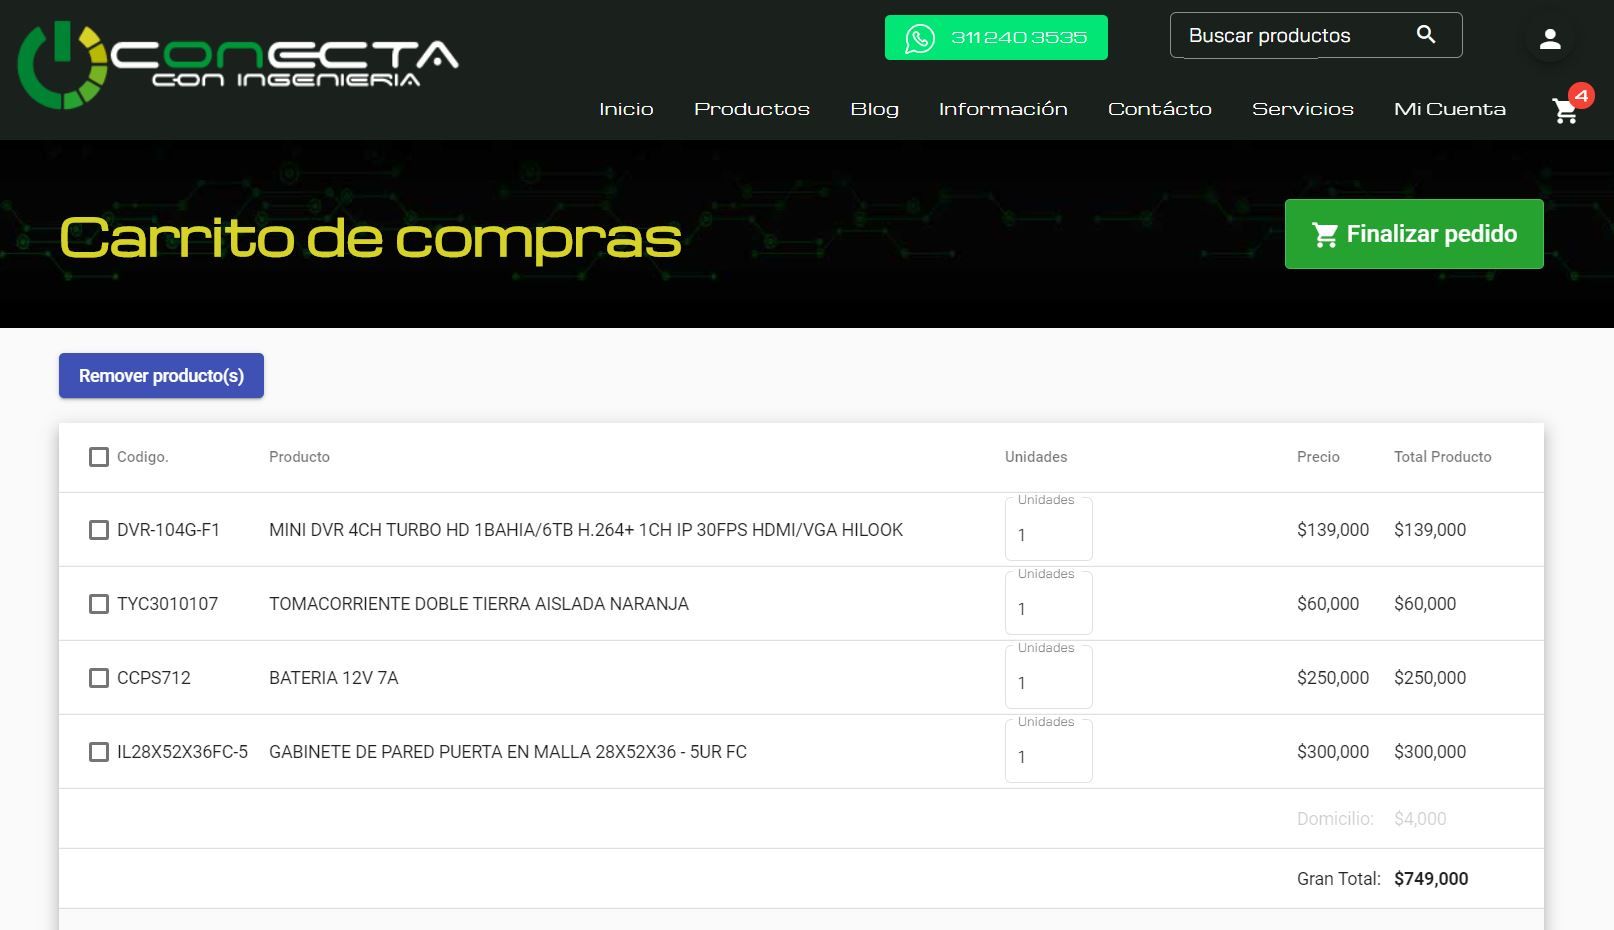 CONECTA
CON INGENIERIA
311 240 3535
Buscar productos
Inicio Productos Blog Información Contácto Servicios Mi Cuenta 4
Carrito de compras
Finalizar pedido
Remover producto(s)
Codigo. Producto Unidades Precio Total Producto
Unidades
DVR-104G-F1 MINI DVR 4CH TURBO HD 1BAHIA/6TB H.264+ 1CH IP 30FPS HDMI/VGA HILOOK 1 $139,000 $139,000
Unidades
TYC3010107 TOMACORRIENTE DOBLE TIERRA AISLADA NARANJA 1 $60,000 $60,000
Unidades
CCPS712 BATERIA 12V 7A 1 $250,000 $250,000
Unidades
IL28X52X36FC-5 GABINETE DE PARED PUERTA EN MALLA 28X52X36 - 5UR FC 1 $300,000 $300,000
Domicilio: $4,000
Gran Total: $749,000